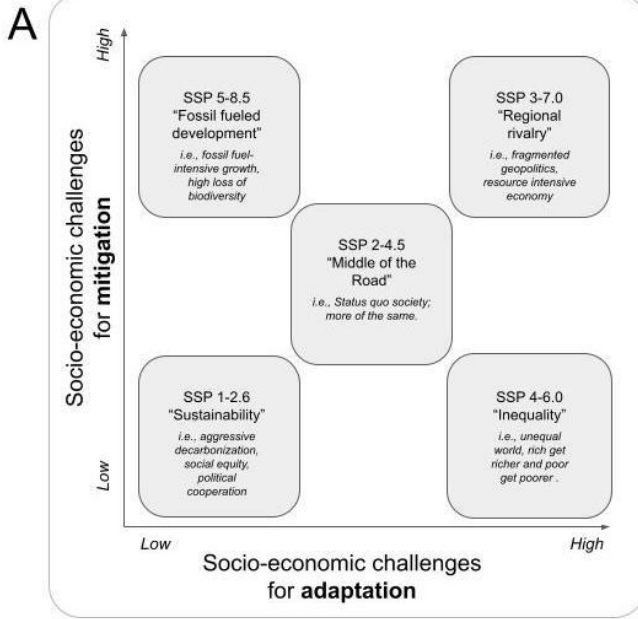 A
High
Socio-economic challenges
for mitigation
Low
SSP 5-8.5
“Fossil fueled
development”
i.e., fossil fuel-
intensive growth,
high loss of
biodiversity
SSP 3-7.0
“Regional
rivalry”
i.e., fragmented
geopolitics,
resource intensive
economy
SSP 2-4.5
“Middle of the
Road”
i.e., Status quo society;
more of the same.
SSP 1-2.6
“Sustainability”
i.e., aggressive
decarbonization,
social equity,
political
cooperation
SSP 4-6.0
“Inequality”
i.e., unequal
world, rich get
richer and poor
get poorer .
Low
High
Socio-economic challenges
for adaptation